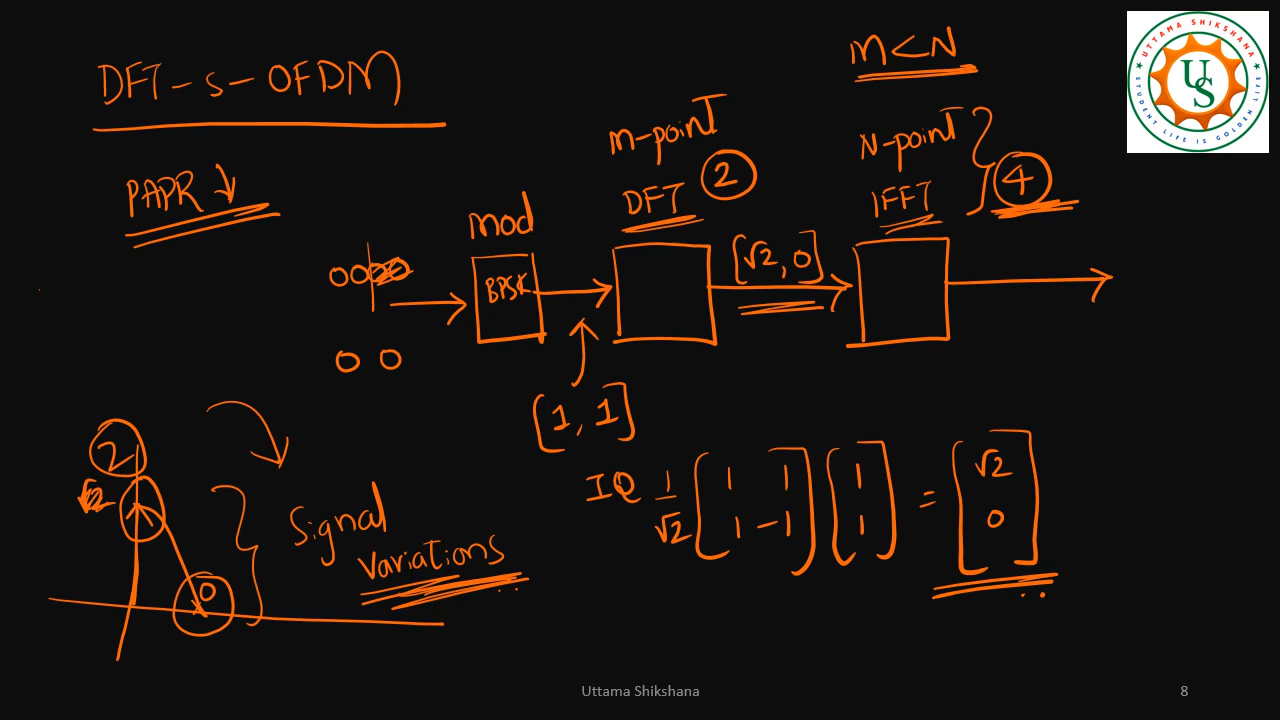 DFT-s-OFDM
m < N
PAPR ↓
m-point
DFT
2
N-point
IFFT
4
mod
BPSK
00
[√2, 0]
0 0
[1, 1]
IQ 1/√2 [1 1; 1 -1] [1; 1] = [√2; 0]
2
√2
0
Signal
Variations
UTTAMA SHIKSHANA
US
STUDENT LIFE IS GOLDEN LIFE
Uttama Shikshana
8